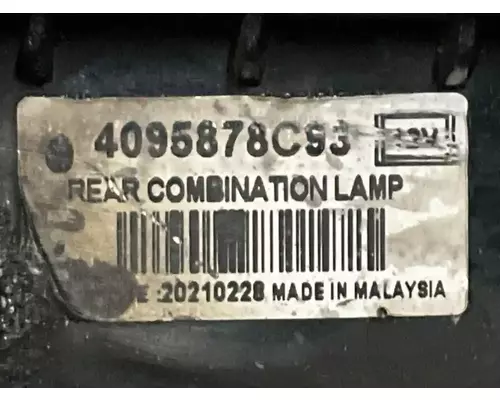 4095878C93 12V
REAR COMBINATION LAMP
:20210228 MADE IN MALAYSIA